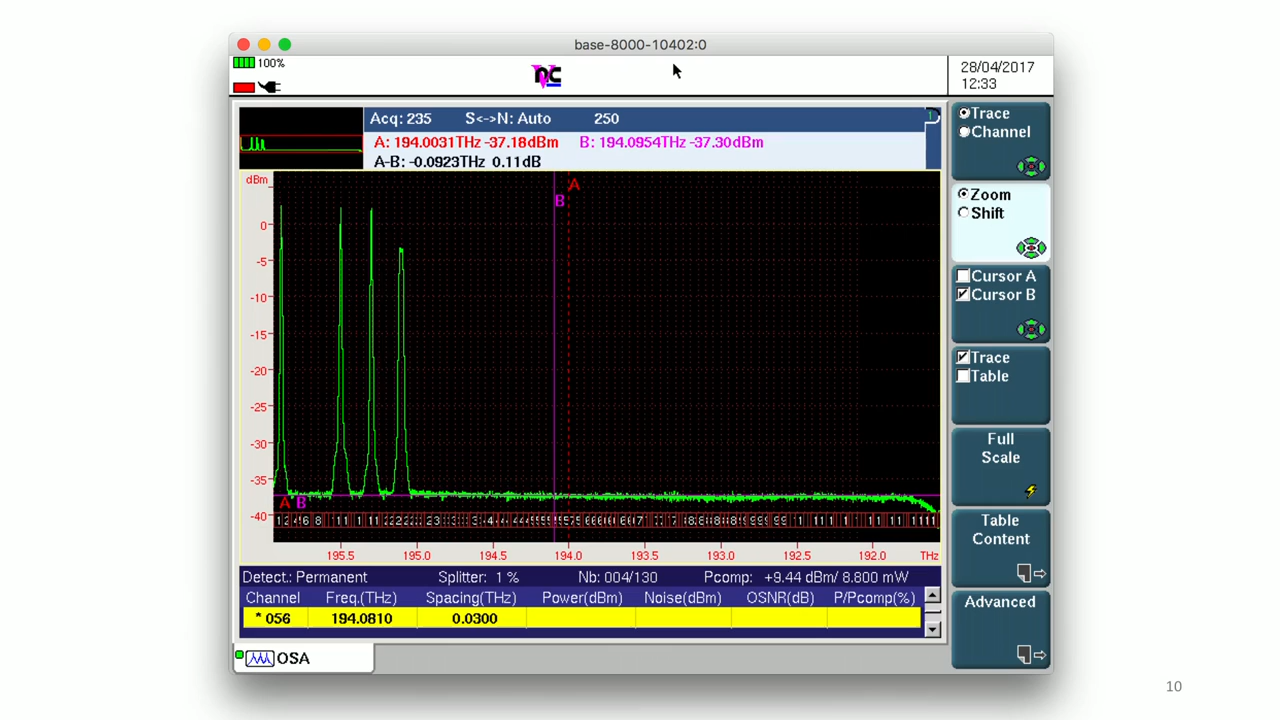 base-8000-10402:0
100%
28/04/2017
12:33
Acq: 235 S<->N: Auto 250
A: 194.0031THz -37.18dBm B: 194.0954THz -37.30dBm
A-B: -0.0923THz 0.11dB
Trace
Channel
Zoom
Shift
Cursor A
Cursor B
Trace
Table
Full
Scale
Table
Content
Advanced
dBm
A
B
0
-5
-10
-15
-20
-25
-30
-35
A B
-40
195.5 195.0 194.5 194.0 193.5 193.0 192.5 192.0 THz
Detect.: Permanent Splitter: 1 % Nb: 004/130 Pcomp: +9.44 dBm/ 8.800 mW
Channel Freq.(THz) Spacing(THz) Power(dBm) Noise(dBm) OSNR(dB) P/Pcomp(%)
* 056 194.0810 0.0300
OSA
10